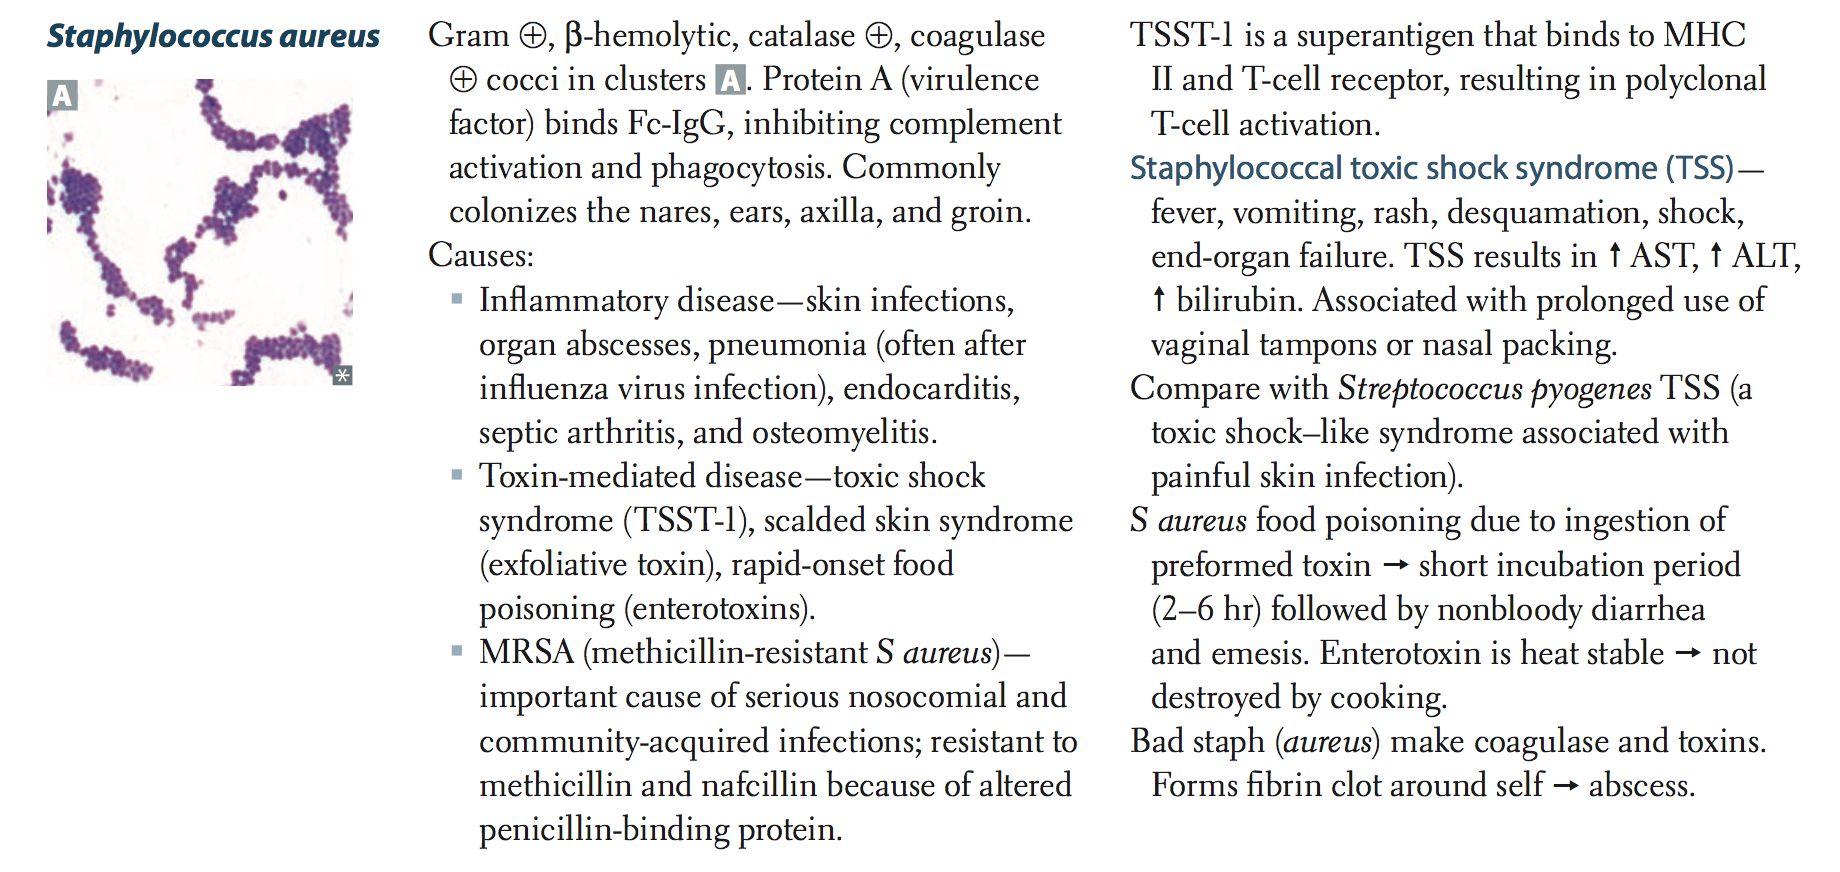 Staphylococcus aureus
A
*
Gram ⊕, β-hemolytic, catalase ⊕, coagulase
⊕ cocci in clusters A. Protein A (virulence
factor) binds Fc-IgG, inhibiting complement
activation and phagocytosis. Commonly
colonizes the nares, ears, axilla, and groin.
Causes:
▪ Inflammatory disease—skin infections,
organ abscesses, pneumonia (often after
influenza virus infection), endocarditis,
septic arthritis, and osteomyelitis.
▪ Toxin-mediated disease—toxic shock
syndrome (TSST-1), scalded skin syndrome
(exfoliative toxin), rapid-onset food
poisoning (enterotoxins).
▪ MRSA (methicillin-resistant S aureus)—
important cause of serious nosocomial and
community-acquired infections; resistant to
methicillin and nafcillin because of altered
penicillin-binding protein.
TSST-1 is a superantigen that binds to MHC
II and T-cell receptor, resulting in polyclonal
T-cell activation.
Staphylococcal toxic shock syndrome (TSS)—
fever, vomiting, rash, desquamation, shock,
end-organ failure. TSS results in ↑ AST, ↑ ALT,
↑ bilirubin. Associated with prolonged use of
vaginal tampons or nasal packing.
Compare with Streptococcus pyogenes TSS (a
toxic shock–like syndrome associated with
painful skin infection).
S aureus food poisoning due to ingestion of
preformed toxin → short incubation period
(2–6 hr) followed by nonbloody diarrhea
and emesis. Enterotoxin is heat stable → not
destroyed by cooking.
Bad staph (aureus) make coagulase and toxins.
Forms fibrin clot around self → abscess.